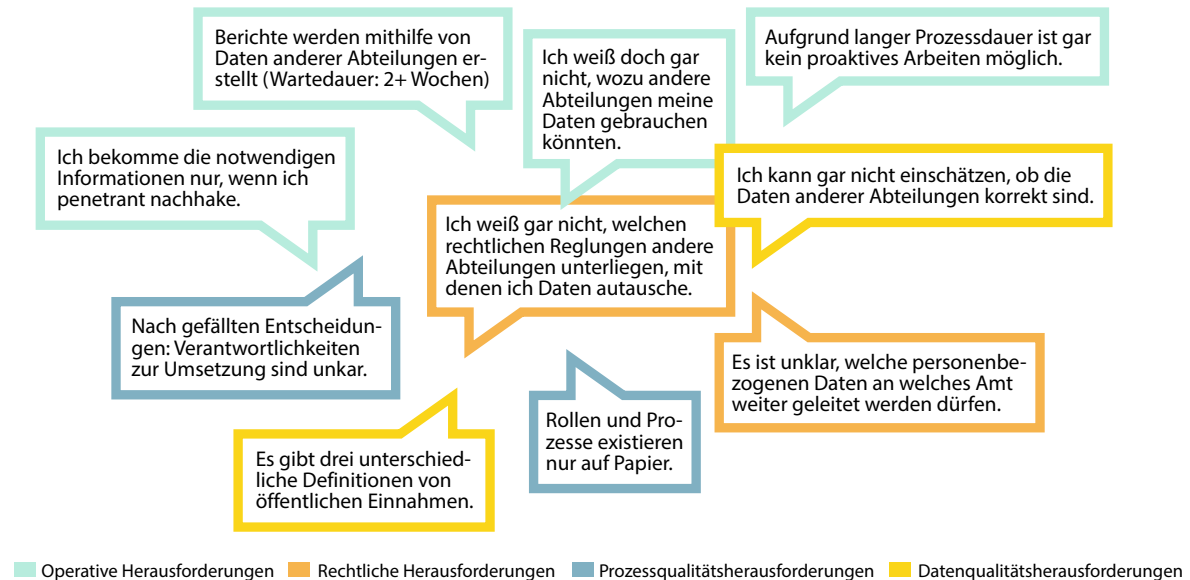 Berichte werden mithilfe von
Daten anderer Abteilungen er-
stellt (Wartedauer: 2+ Wochen)
Ich weiß doch gar
nicht, wozu andere
Abteilungen meine
Daten gebrauchen
könnten.
Aufgrund langer Prozessdauer ist gar
kein proaktives Arbeiten möglich.
Ich bekomme die notwendigen
Informationen nur, wenn ich
penetrant nachhake.
Ich kann gar nicht einschätzen, ob die
Daten anderer Abteilungen korrekt sind.
Ich weiß gar nicht, welchen
rechtlichen Reglungen andere
Abteilungen unterliegen, mit
denen ich Daten autausche.
Nach gefällten Entscheidun-
gen: Verantwortlichkeiten
zur Umsetzung sind unkar.
Es ist unklar, welche personenbe-
zogenen Daten an welches Amt
weiter geleitet werden dürfen.
Rollen und Pro-
zesse existieren
nur auf Papier.
Es gibt drei unterschied-
liche Definitionen von
öffentlichen Einnahmen.
Operative Herausforderungen Rechtliche Herausforderungen Prozessqualitätsherausforderungen Datenqualitätsherausforderungen